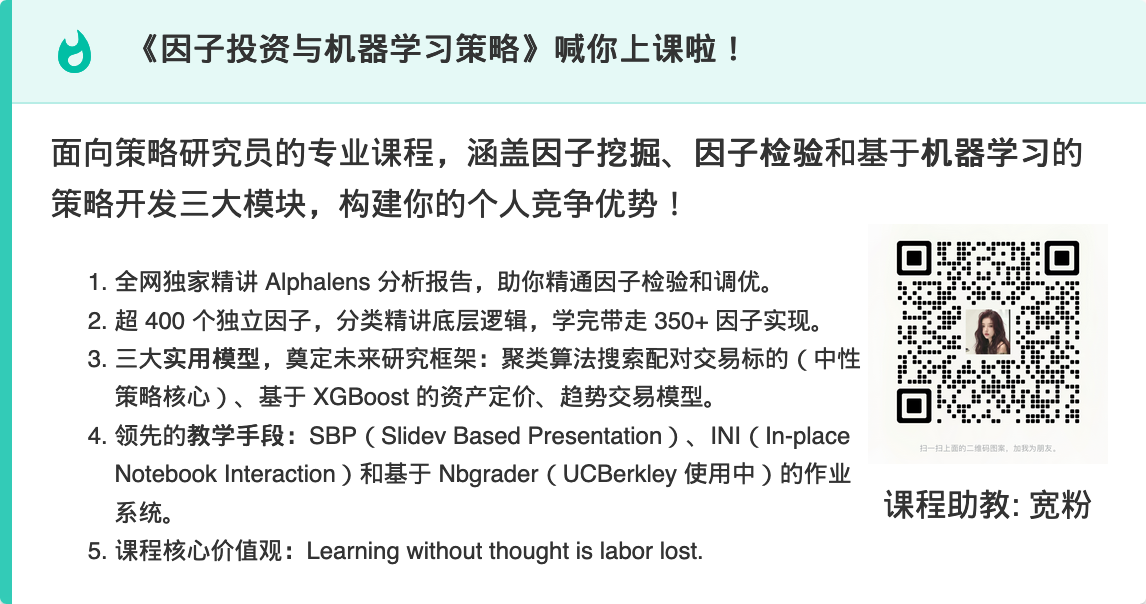 《因子投资与机器学习策略》喊你上课啦！
面向策略研究员的专业课程，涵盖因子挖掘、因子检验和基于机器学习的
策略开发三大模块，构建你的个人竞争优势！
1. 全网独家精讲 Alphalens 分析报告，助你精通因子检验和调优。
2. 超 400 个独立因子，分类精讲底层逻辑，学完带走 350+ 因子实现。
3. 三大实用模型，奠定未来研究框架：聚类算法搜索配对交易标的（中性
策略核心）、基于 XGBoost 的资产定价、趋势交易模型。
4. 领先的教学手段：SBP（Slidev Based Presentation）、INI（In-place
Notebook Interaction）和基于 Nbgrader（UCBerkley 使用中）的作业
系统。
5. 课程核心价值观：Learning without thought is labor lost.
扫一扫上面的二维码图案，加我为朋友。
课程助教: 宽粉